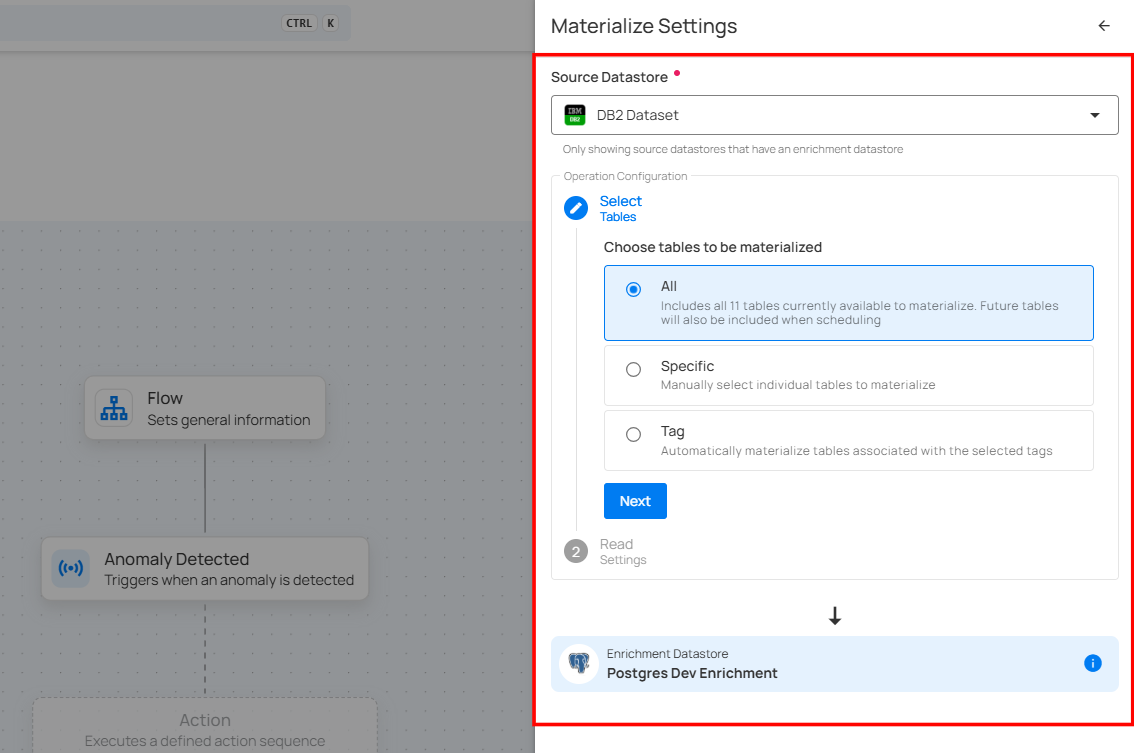 CTRL K
Flow
Sets general information
Anomaly Detected
Triggers when an anomaly is detected
Action
Executes a defined action sequence
Materialize Settings
Source Datastore
IBM
DB2
DB2 Dataset
Only showing source datastores that have an enrichment datastore
Operation Configuration
Select
Tables
Choose tables to be materialized
All
Includes all 11 tables currently available to materialize. Future tables
will also be included when scheduling
Specific
Manually select individual tables to materialize
Tag
Automatically materialize tables associated with the selected tags
Next
2
Read
Settings
Enrichment Datastore
Postgres Dev Enrichment